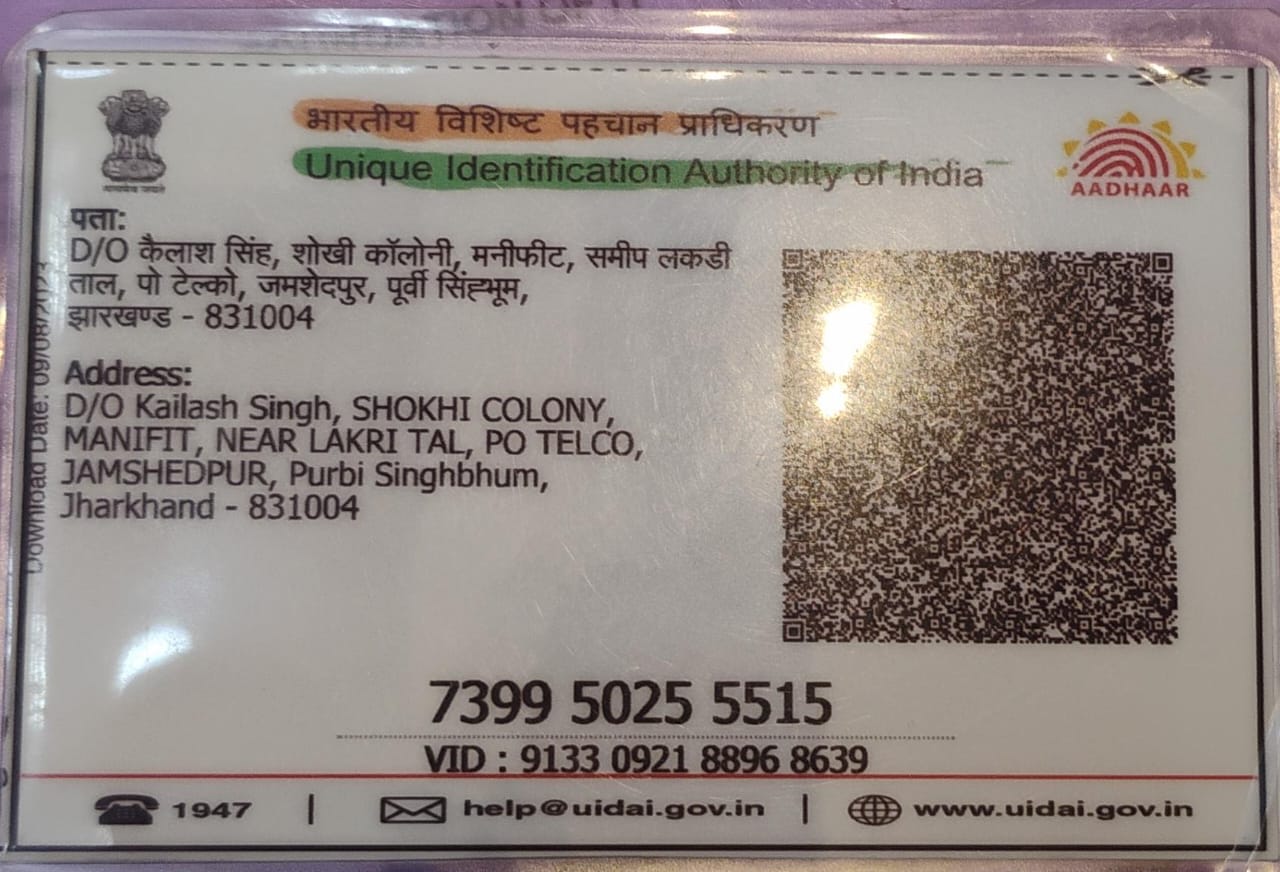 भारतीय विशिष्ट पहचान प्राधिकरण
Unique Identification Authority of India
AADHAAR
पता:
D/O कैलाश सिंह, शोखी कॉलोनी, मनीफीट, समीप लकडी
ताल, पो टेल्को, जमशेदपुर, पूर्वी सिंह्भूम,
झारखण्ड - 831004
Address:
D/O Kailash Singh, SHOKHI COLONY,
MANIFIT, NEAR LAKRI TAL, PO TELCO,
JAMSHEDPUR, Purbi Singhbhum,
Jharkhand - 831004
Download Date:
7399 5025 5515
VID : 9133 0921 8896 8639
1947 | help@uidai.gov.in | www.uidai.gov.in